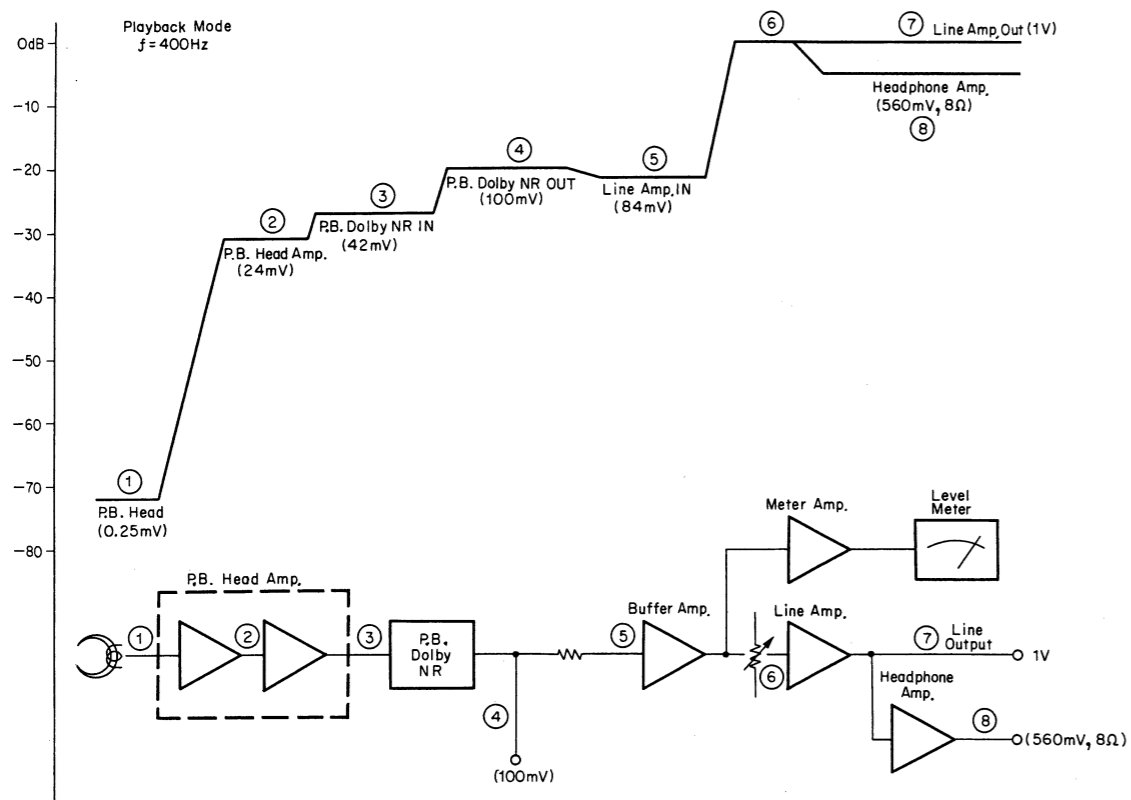 Playback Mode
f=400Hz
0dB
-10
-20
-30
-40
-50
-60
-70
-80
⑥
⑦
Line Amp. Out (1V)
Headphone Amp.
(560mV, 8Ω)
⑧
④
P.B. Dolby NR OUT
(100mV)
⑤
Line Amp. IN
(84mV)
③
P.B. Dolby NR IN
(42mV)
②
P.B. Head Amp.
(24mV)
①
P.B. Head
(0.25mV)
Meter Amp.
Level
Meter
P.B. Head Amp.
①
②
③
P.B.
Dolby
NR
④
(100mV)
Buffer Amp.
⑤
Line Amp.
⑥
⑦
Line
Output
1V
Headphone
Amp.
⑧
(560mV, 8Ω)